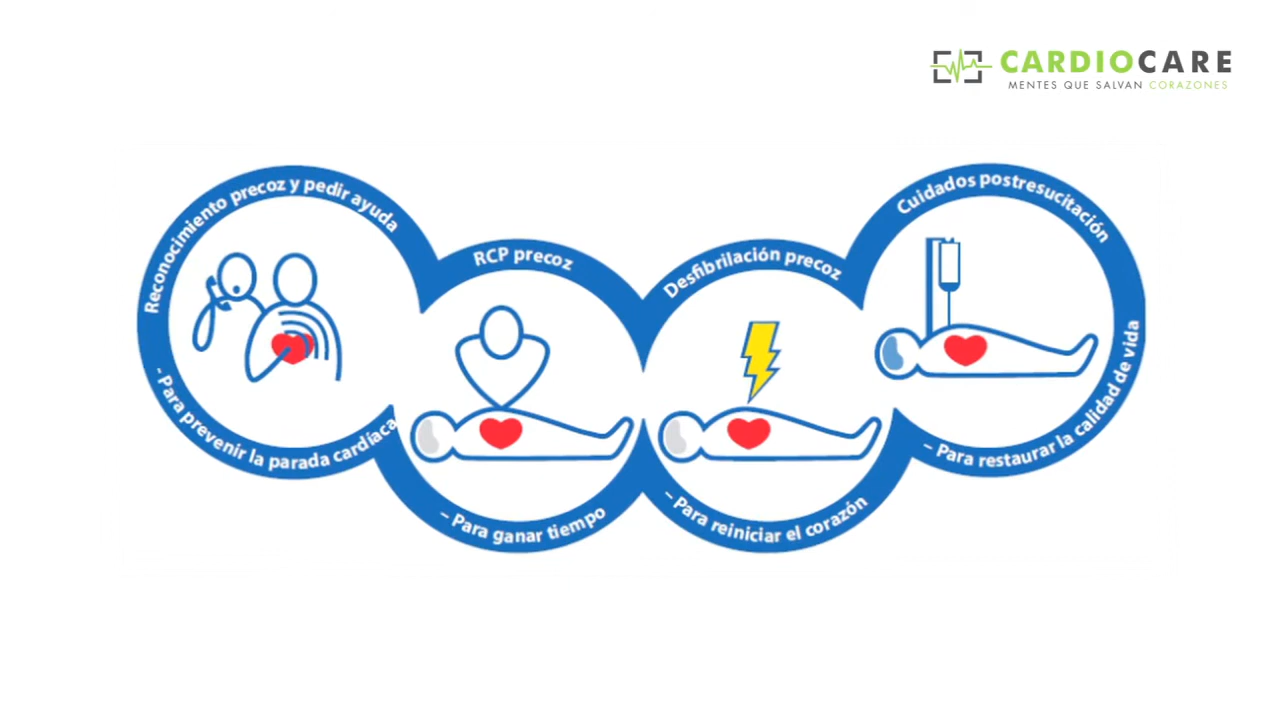 CARDIOCARE
MENTES QUE SALVAN CORAZONES
Reconocimiento precoz y pedir ayuda
- Para prevenir la parada cardíaca
RCP precoz
– Para ganar tiempo
Desfibrilación precoz
– Para reiniciar el corazón
Cuidados postresucitación
– Para restaurar la calidad de vida